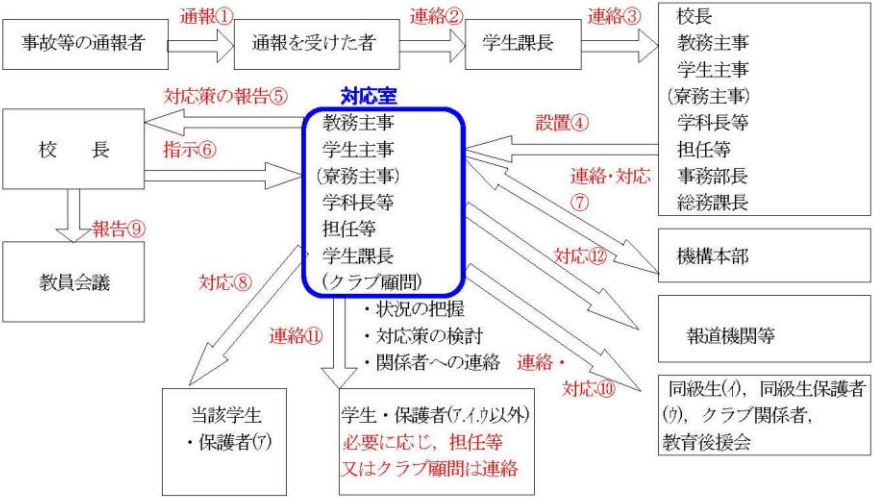 通報①
連絡②
連絡③
事故等の通報者
通報を受けた者
学生課長
校長
教務主事
学生主事
(寮務主事)
学科長等
担任等
事務部長
総務課長
対応策の報告⑤
対応室
設置④
校　　長
指示⑥
教務主事
学生主事
(寮務主事)
学科長等
担任等
学生課長
(クラブ顧問)
連絡・対応
⑦
報告⑨
教員会議
対応⑧
対応⑫
機構本部
・状況の把握
・対応策の検討
・関係者への連絡
連絡⑪
連絡・
対応⑩
報道機関等
当該学生
・保護者(ｱ)
学生・保護者(ｱ.ｲ.ｳ以外)
必要に応じ，担任等
又はクラブ顧問は連絡
同級生(ｲ)，同級生保護者
(ｳ)，クラブ関係者，
教育後援会